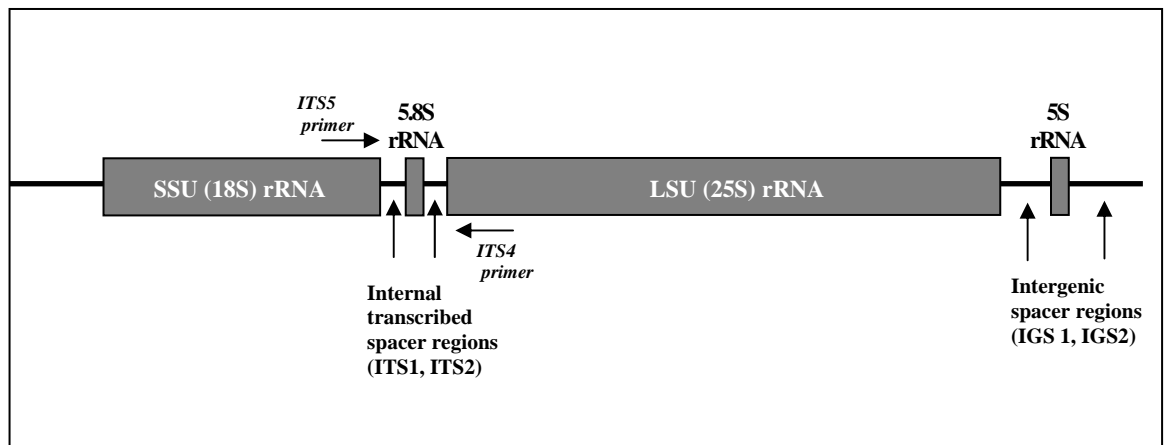 ITS5
primer
5.8S
rRNA
5S
rRNA
SSU (18S) rRNA
LSU (25S) rRNA
ITS4
primer
Internal
transcribed
spacer regions
(ITS1, ITS2)
Intergenic
spacer regions
(IGS 1, IGS2)